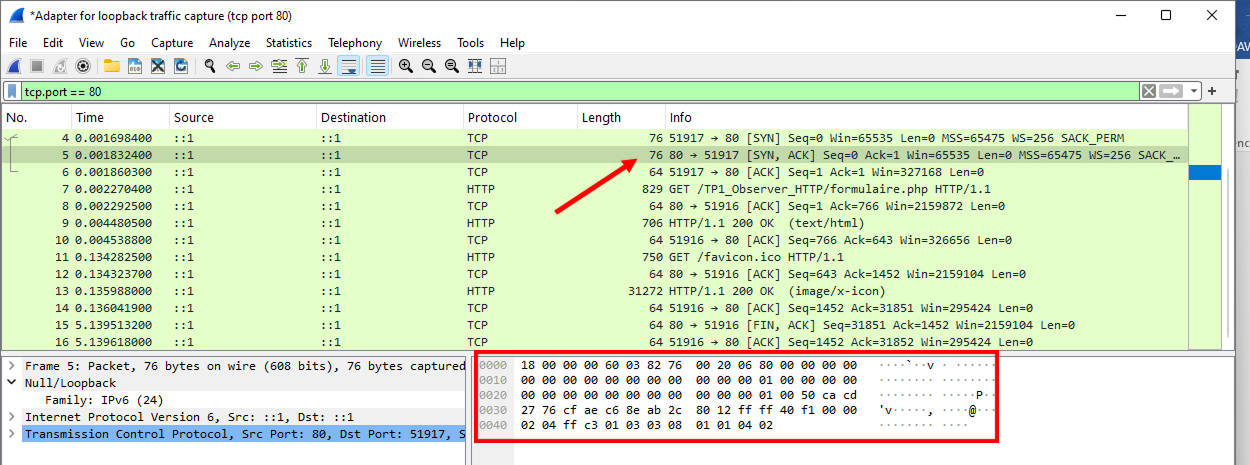 *Adapter for loopback traffic capture (tcp port 80)
File Edit View Go Capture Analyze Statistics Telephony Wireless Tools Help
tcp.port == 80
No. Time Source Destination Protocol Length Info
4 0.001698400 ::1 ::1 TCP 76 51917 → 80 [SYN] Seq=0 Win=65535 Len=0 MSS=65475 WS=256 SACK_PERM
5 0.001832400 ::1 ::1 TCP 76 80 → 51917 [SYN, ACK] Seq=0 Ack=1 Win=65535 Len=0 MSS=65475 WS=256 SACK_…
6 0.001860300 ::1 ::1 TCP 64 51917 → 80 [ACK] Seq=1 Ack=1 Win=327168 Len=0
7 0.002270400 ::1 ::1 HTTP 829 GET /TP1_Observer_HTTP/formulaire.php HTTP/1.1
8 0.002292500 ::1 ::1 TCP 64 80 → 51916 [ACK] Seq=1 Ack=766 Win=2159872 Len=0
9 0.004480500 ::1 ::1 HTTP 706 HTTP/1.1 200 OK (text/html)
10 0.004538800 ::1 ::1 TCP 64 51916 → 80 [ACK] Seq=766 Ack=643 Win=326656 Len=0
11 0.134282500 ::1 ::1 HTTP 750 GET /favicon.ico HTTP/1.1
12 0.134323700 ::1 ::1 TCP 64 80 → 51916 [ACK] Seq=643 Ack=1452 Win=2159104 Len=0
13 0.135988000 ::1 ::1 HTTP 31272 HTTP/1.1 200 OK (image/x-icon)
14 0.136041900 ::1 ::1 TCP 64 51916 → 80 [ACK] Seq=1452 Ack=31851 Win=295424 Len=0
15 5.139513200 ::1 ::1 TCP 64 80 → 51916 [FIN, ACK] Seq=31851 Ack=1452 Win=2159104 Len=0
16 5.139618000 ::1 ::1 TCP 64 51916 → 80 [ACK] Seq=1452 Ack=31852 Win=295424 Len=0
Frame 5: Packet, 76 bytes on wire (608 bits), 76 bytes captured
Null/Loopback
Family: IPv6 (24)
Internet Protocol Version 6, Src: ::1, Dst: ::1
Transmission Control Protocol, Src Port: 80, Dst Port: 51917, S
0000 18 00 00 00 60 03 82 76 00 20 06 80 00 00 00 00 ····`··v · ······
0010 00 00 00 00 00 00 00 00 00 00 00 01 00 00 00 00 ········ ········
0020 00 00 00 00 00 00 00 00 00 00 00 01 00 50 ca cd ········ ·····P··
0030 27 76 cf ae c6 8e ab 2c 80 12 ff ff 40 f1 00 00 'v·····, ····@···
0040 02 04 ff c3 01 03 03 08 01 01 04 02 ········ ····